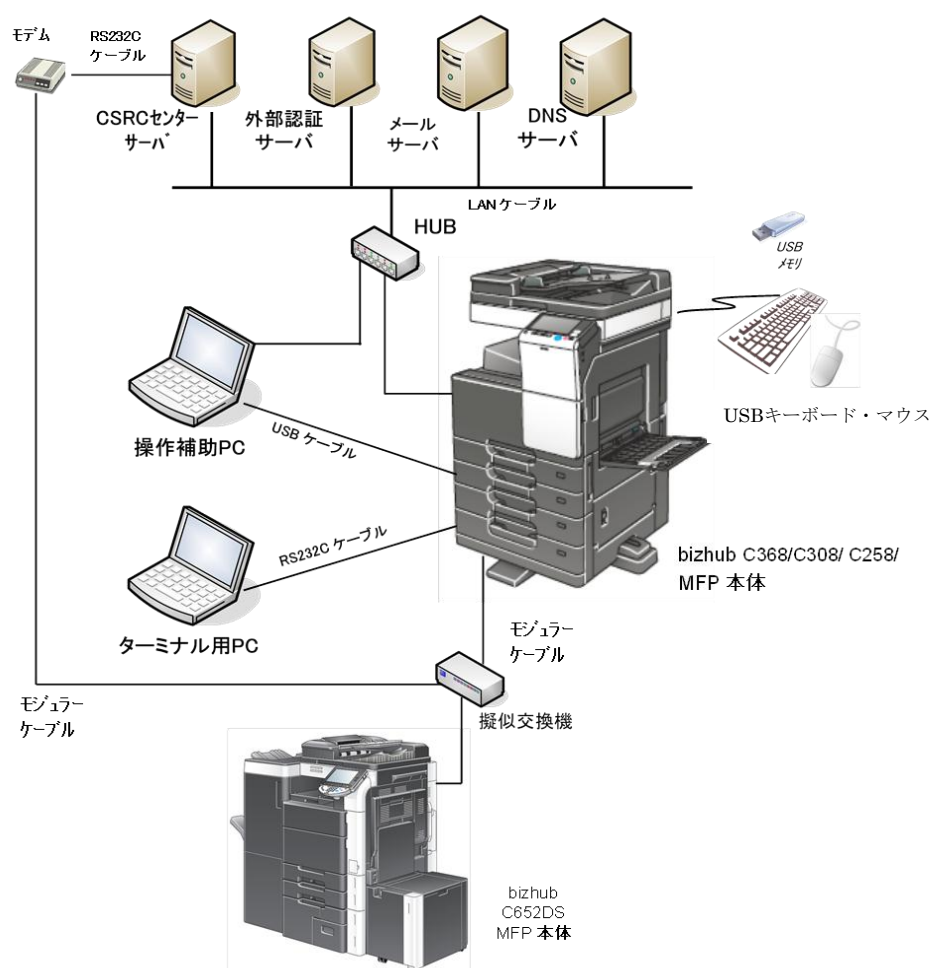 モデム
RS232C
ケーブル
CSRCセンター
サーバ
外部認証
サーバ
メール
サーバ
DNS
サーバ
LANケーブル
HUB
USB
メモリ
USBキーボード・マウス
操作補助PC
USB ケーブル
RS232C ケーブル
ターミナル用PC
bizhub C368/C308/ C258/
MFP 本体
モジュラー
ケーブル
モジュラー
ケーブル
擬似交換機
bizhub
C652DS
MFP 本体